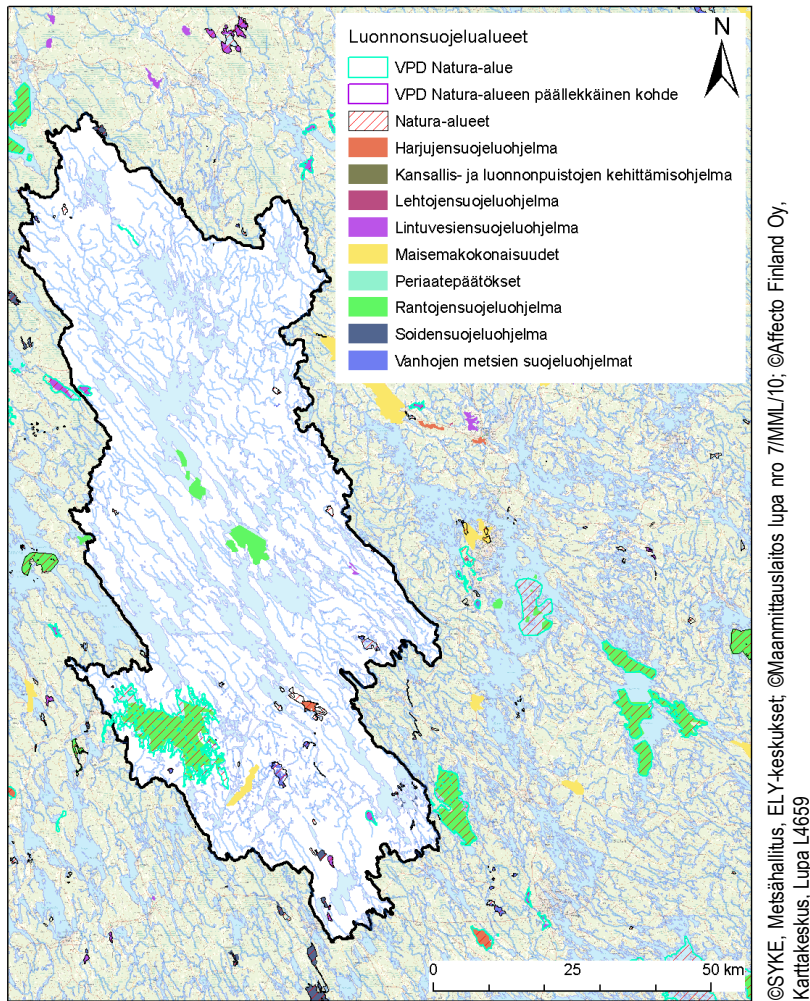 Luonnonsuojelualueet
VPD Natura-alue
VPD Natura-alueen päällekkäinen kohde
Natura-alueet
Harjujensuojeluohjelma
Kansallis- ja luonnonpuistojen kehittämisohjelma
Lehtojensuojeluohjelma
Lintuvesiensuojeluohjelma
Maisemakokonaisuudet
Periaatepäätökset
Rantojensuojeluohjelma
Soidensuojeluohjelma
Vanhojen metsien suojeluohjelmat
N
0 25 50 km
©SYKE, Metsähallitus, ELY-keskukset; ©Maanmittauslaitos lupa nro 7/MML/10; ©Affecto Finland Oy,
Karttakeskus, Lupa L4659